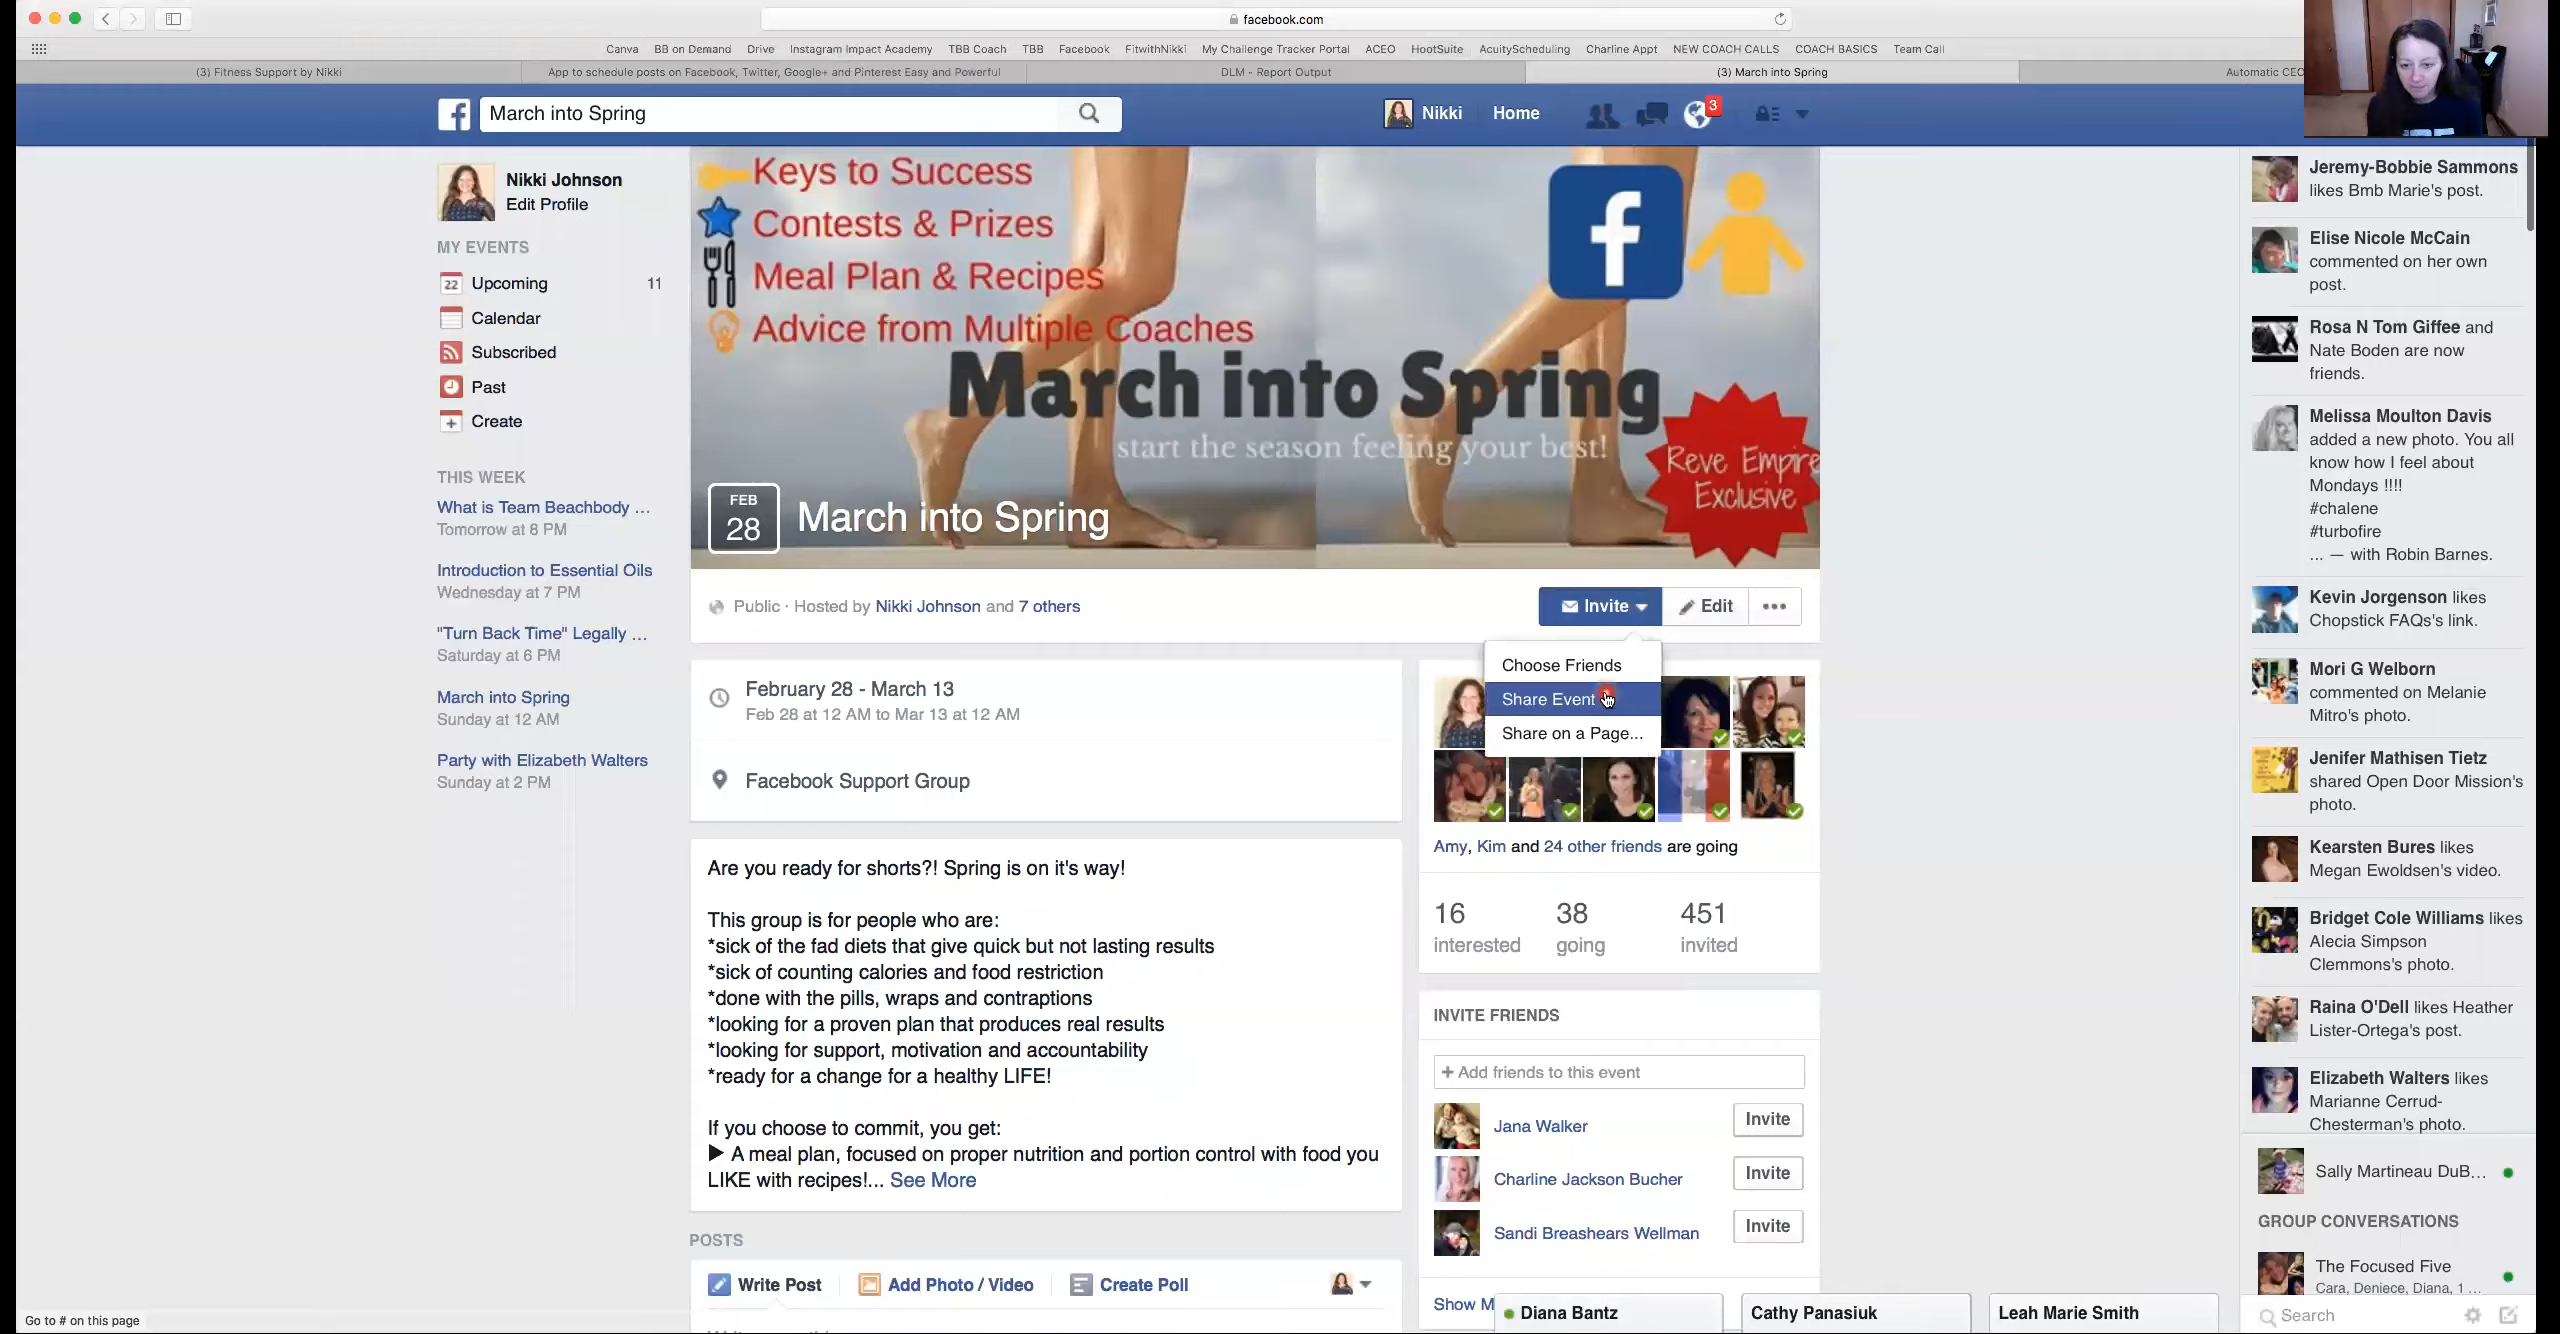 facebook.com
Canva BB on Demand Drive Instagram Impact Academy TBB Coach TBB Facebook FitwithNikki My Challenge Tracker Portal ACEO HootSuite AcuityScheduling Charline Appt NEW COACH CALLS COACH BASICS Team Call
(3) Fitness Support by Nikki App to schedule posts on Facebook, Twitter, Google+ and Pinterest Easy and Powerful DLM - Report Output (3) March into Spring Automatic CEO
March into Spring
Nikki Home 3
Nikki Johnson
Edit Profile
MY EVENTS
22 Upcoming 11
Calendar
Subscribed
Past
Create
THIS WEEK
What is Team Beachbody ...
Tomorrow at 8 PM
Introduction to Essential Oils
Wednesday at 7 PM
"Turn Back Time" Legally ...
Saturday at 6 PM
March into Spring
Sunday at 12 AM
Party with Elizabeth Walters
Sunday at 2 PM
Keys to Success
Contests & Prizes
Meal Plan & Recipes
Advice from Multiple Coaches
March into Spring
start the season feeling your best!
Reve Empire
Exclusive
FEB
28
March into Spring
Public · Hosted by Nikki Johnson and 7 others
Invite Edit
Choose Friends
Share Event
Share on a Page...
February 28 - March 13
Feb 28 at 12 AM to Mar 13 at 12 AM
Facebook Support Group
Are you ready for shorts?! Spring is on it's way!
This group is for people who are:
*sick of the fad diets that give quick but not lasting results
*sick of counting calories and food restriction
*done with the pills, wraps and contraptions
*looking for a proven plan that produces real results
*looking for support, motivation and accountability
*ready for a change for a healthy LIFE!
If you choose to commit, you get:
► A meal plan, focused on proper nutrition and portion control with food you
LIKE with recipes!... See More
POSTS
Write Post Add Photo / Video Create Poll
Amy, Kim and 24 other friends are going
16 38 451
interested going invited
INVITE FRIENDS
+ Add friends to this event
Jana Walker Invite
Charline Jackson Bucher Invite
Sandi Breashears Wellman Invite
Show M
Diana Bantz Cathy Panasiuk Leah Marie Smith
Jeremy-Bobbie Sammons
likes Bmb Marie's post.
Elise Nicole McCain
commented on her own
post.
Rosa N Tom Giffee and
Nate Boden are now
friends.
Melissa Moulton Davis
added a new photo. You all
know how I feel about
Mondays !!!!
#chalene
#turbofire
... — with Robin Barnes.
Kevin Jorgenson likes
Chopstick FAQs's link.
Mori G Welborn
commented on Melanie
Mitro's photo.
Jenifer Mathisen Tietz
shared Open Door Mission's
photo.
Kearsten Bures likes
Megan Ewoldsen's video.
Bridget Cole Williams likes
Alecia Simpson
Clemmons's photo.
Raina O'Dell likes Heather
Lister-Ortega's post.
Elizabeth Walters likes
Marianne Cerrud-
Chesterman's photo.
Sally Martineau DuB...
GROUP CONVERSATIONS
The Focused Five
Cara, Deniece, Diana, 1 ...
Search
Go to # on this page